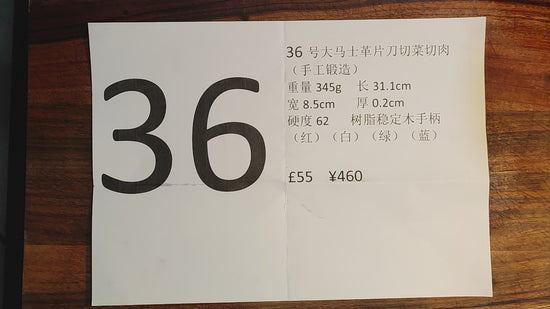 36
36 号大马士革片刀切菜切肉
（手工锻造）
重量 345g 长 31.1cm
宽 8.5cm 厚 0.2cm
硬度 62 树脂稳定木手柄
（红）（白）（绿）（蓝）
£55 ¥460